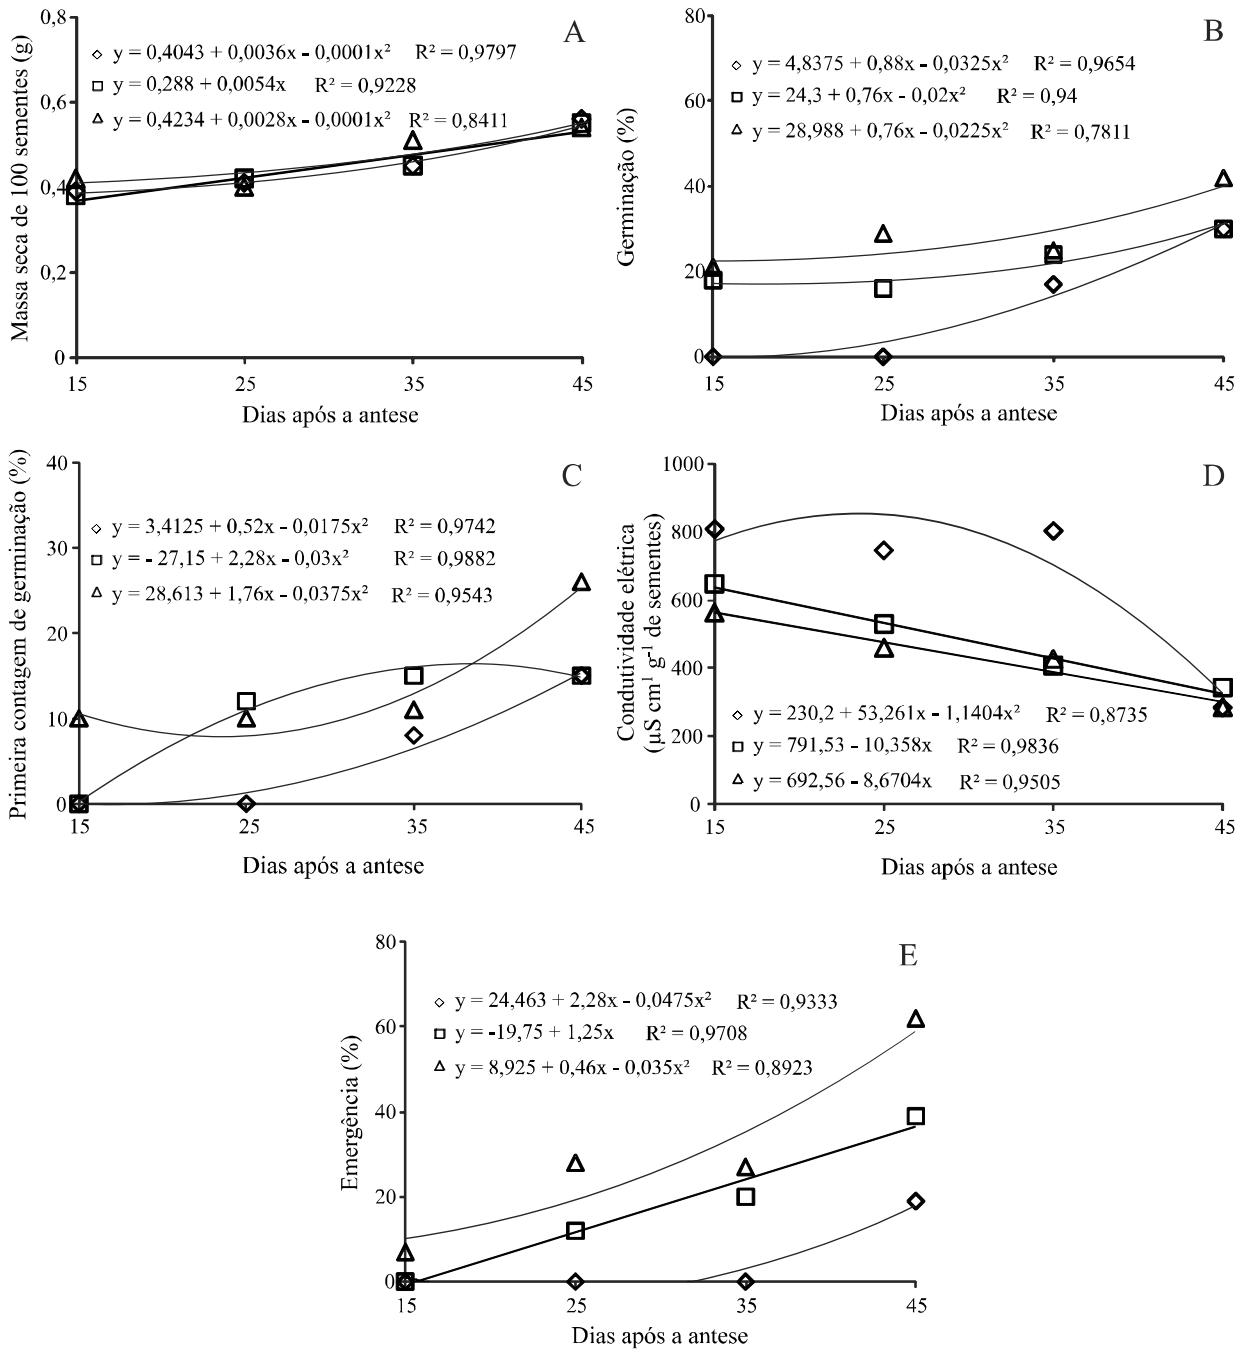 A
Massa seca de 100 sementes (g)
0,8
0,6
0,4
0,2
0
y = 0,4043 + 0,0036x - 0,0001x² R² = 0,9797
y = 0,288 + 0,0054x R² = 0,9228
y = 0,4234 + 0,0028x - 0,0001x² R² = 0,8411
15 25 35 45
Dias após a antese
B
Germinação (%)
80
60
40
20
0
y = 4,8375 + 0,88x - 0,0325x² R² = 0,9654
y = 24,3 + 0,76x - 0,02x² R² = 0,94
y = 28,988 + 0,76x - 0,0225x² R² = 0,7811
15 25 35 45
Dias após a antese
C
Primeira contagem de germinação (%)
40
30
20
10
0
y = 3,4125 + 0,52x - 0,0175x² R² = 0,9742
y = - 27,15 + 2,28x - 0,03x² R² = 0,9882
y = 28,613 + 1,76x - 0,0375x² R² = 0,9543
15 25 35 45
Dias após a antese
D
Condutividade elétrica
(µS cm¹ g⁻¹ de sementes)
1000
800
600
400
200
0
y = 230,2 + 53,261x - 1,1404x² R² = 0,8735
y = 791,53 - 10,358x R² = 0,9836
y = 692,56 - 8,6704x R² = 0,9505
15 25 35 45
Dias após a antese
E
Emergência (%)
80
60
40
20
0
y = 24,463 + 2,28x - 0,0475x² R² = 0,9333
y = -19,75 + 1,25x R² = 0,9708
y = 8,925 + 0,46x - 0,035x² R² = 0,8923
15 25 35 45
Dias após a antese